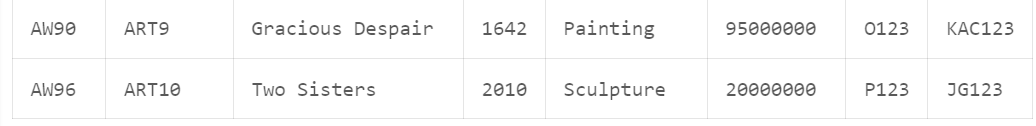 AW90 ART9 Gracious Despair 1642 Painting 95000000 O123 KAC123
AW96 ART10 Two Sisters 2010 Sculpture 20000000 P123 JG123